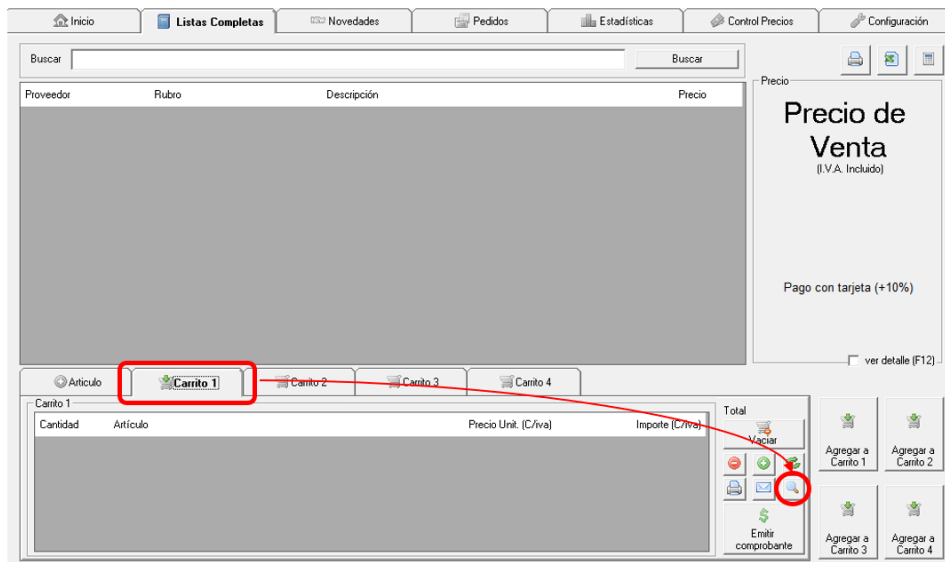 Inicio
Listas Completas
Novedades
Pedidos
Estadísticas
Control Precios
Configuración
Buscar
Buscar
Proveedor Rubro Descripción Precio
Precio
Precio de
Venta
(I.V.A. Incluido)
Pago con tarjeta (+10%)
ver detalle (F12)
Articulo
Carrito 1
Carrito 2
Carrito 3
Carrito 4
Carrito 1
Cantidad Artículo Precio Unit. (C/iva) Importe (C/iva)
Total
Vaciar
Emitir
comprobante
Agregar a
Carrito 1
Agregar a
Carrito 2
Agregar a
Carrito 3
Agregar a
Carrito 4